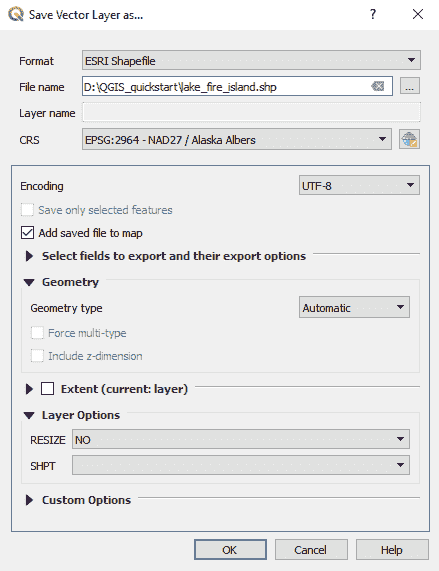 Save Vector Layer as...
Format ESRI Shapefile
File name D:\QGIS_quickstart\lake_fire_island.shp ...
Layer name
CRS EPSG:2964 - NAD27 / Alaska Albers
Encoding UTF-8
Save only selected features
Add saved file to map
Select fields to export and their export options
Geometry
Geometry type Automatic
Force multi-type
Include z-dimension
Extent (current: layer)
Layer Options
RESIZE NO
SHPT
Custom Options
OK Cancel Help